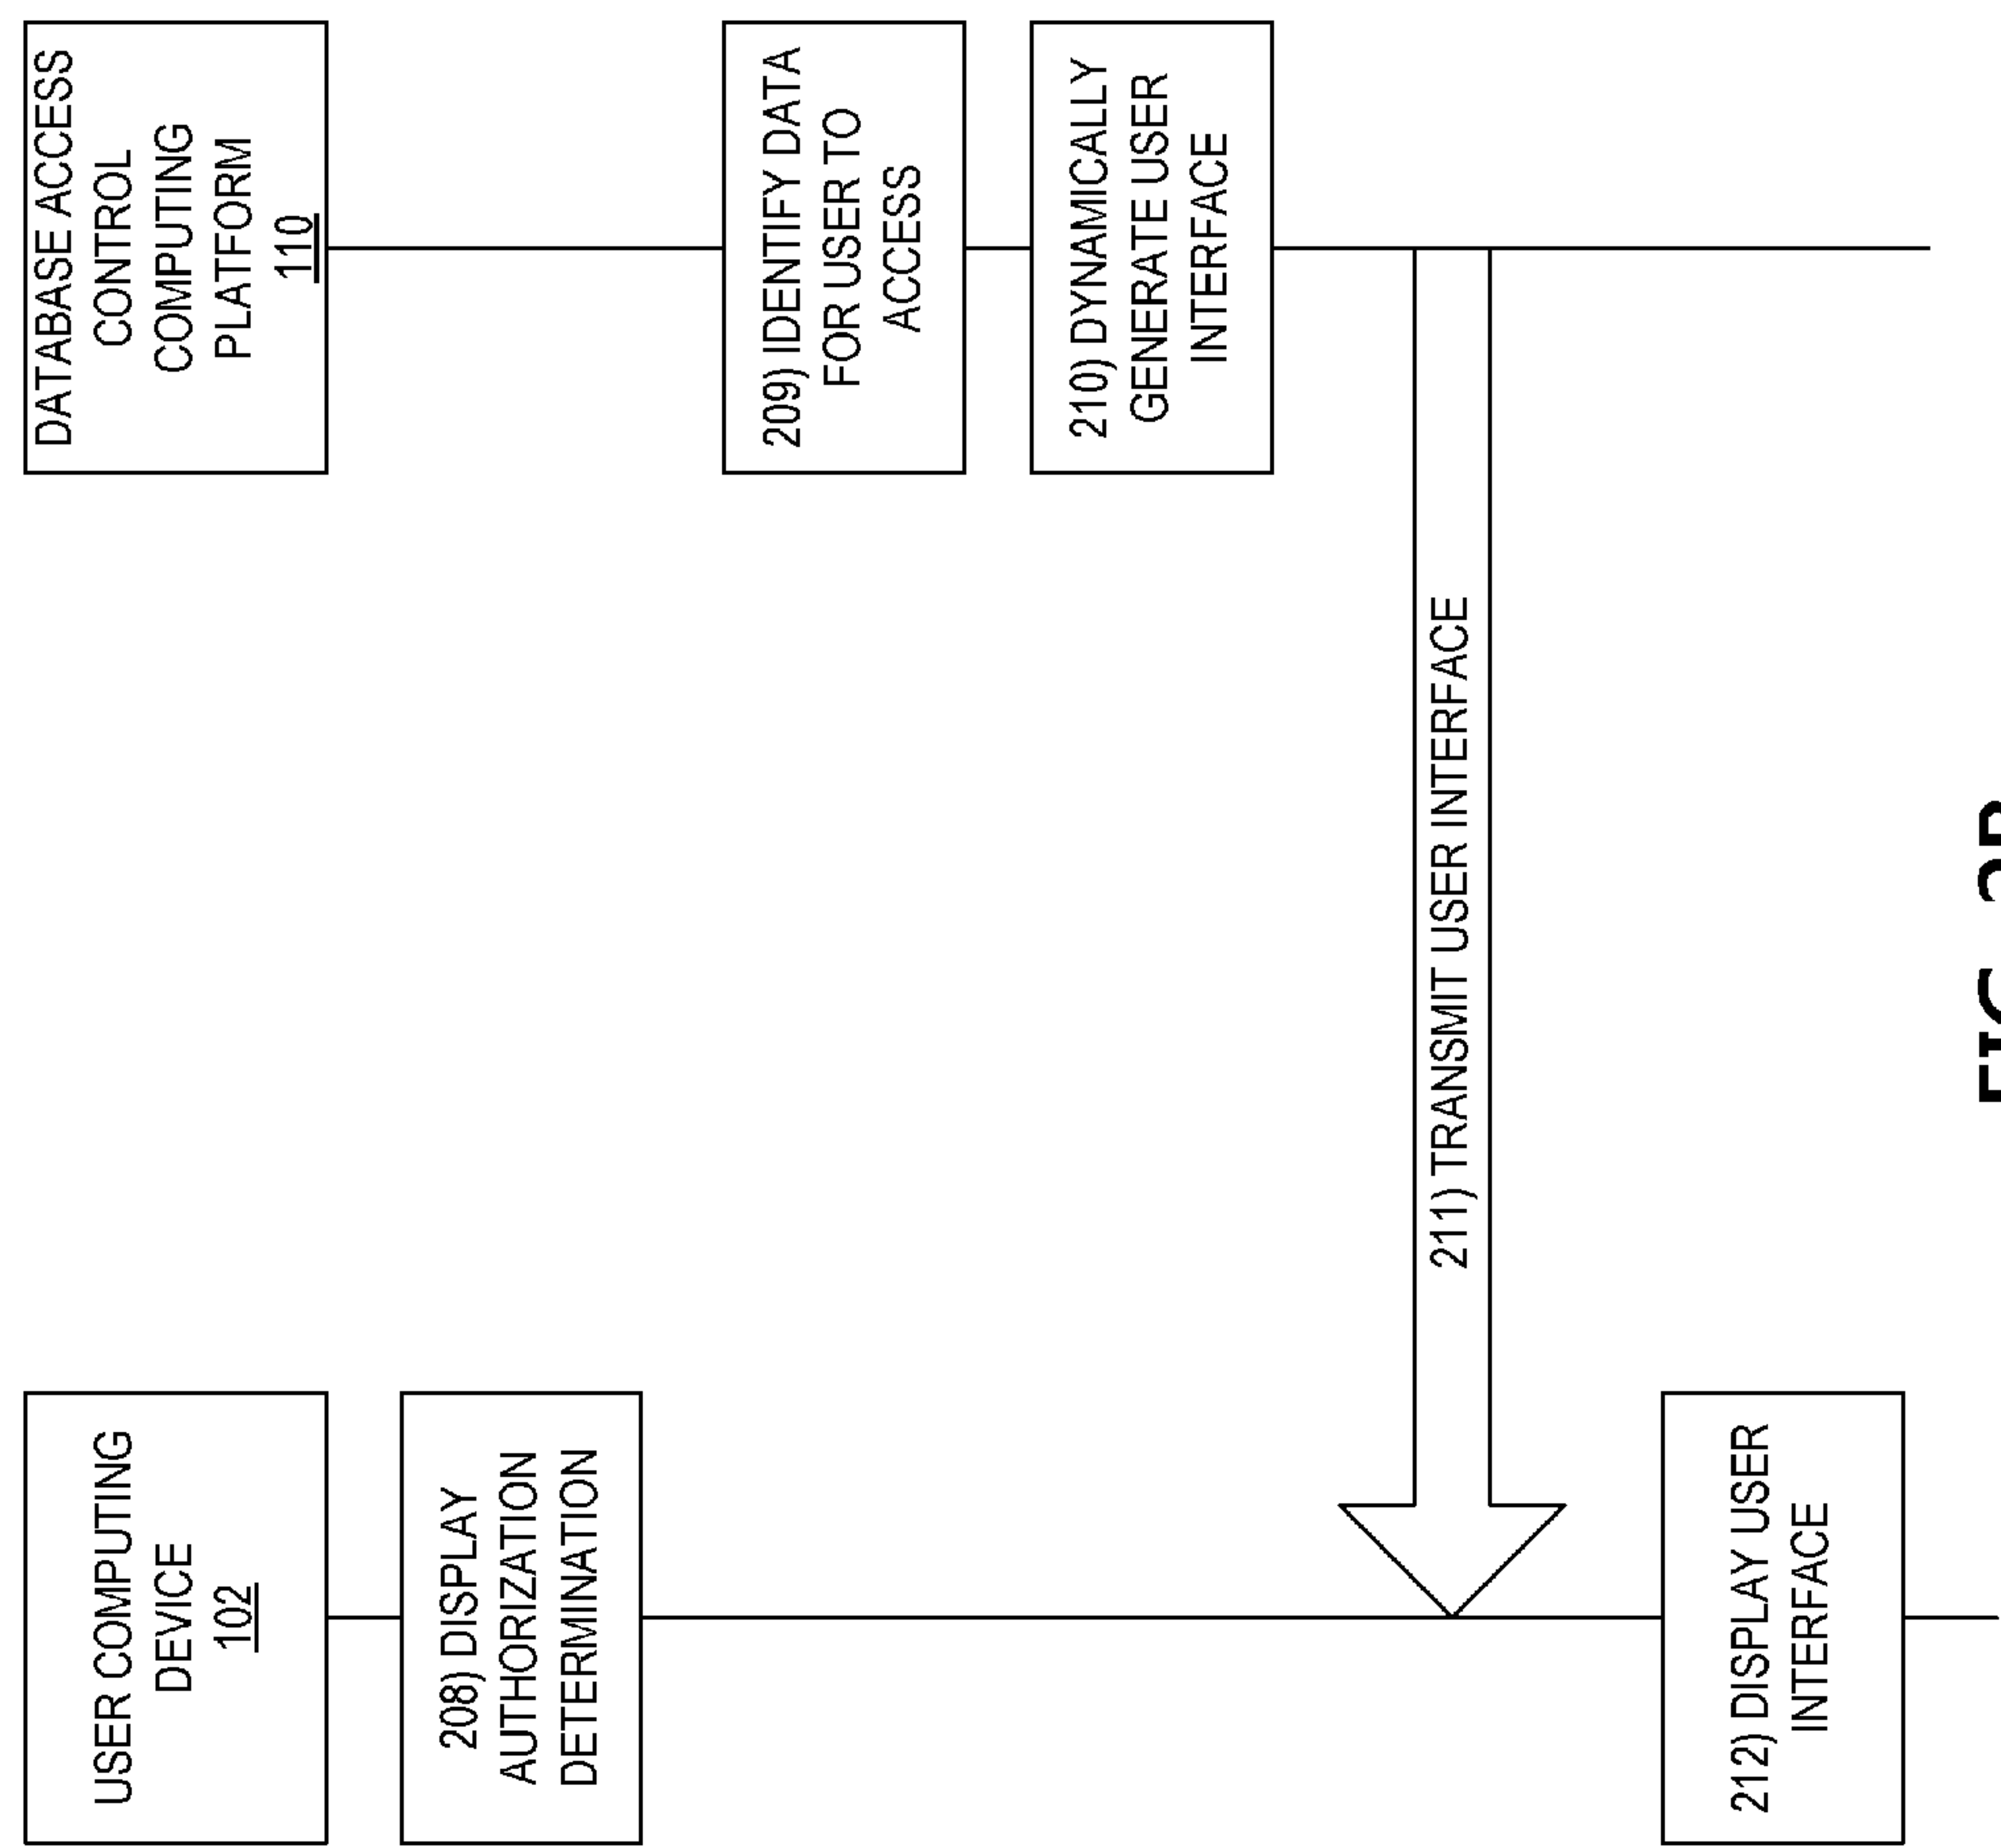 USER COMPUTING
DEVICE
102
DATABASE ACCESS
CONTROL
COMPUTING
PLATFORM
110
208) DISPLAY
AUTHORIZATION
DETERMINATION
209) IDENTIFY DATA
FOR USER TO
ACCESS
210) DYNAMICALLY
GENERATE USER
INTERFACE
211) TRANSMIT USER INTERFACE
212) DISPLAY USER
INTERFACE